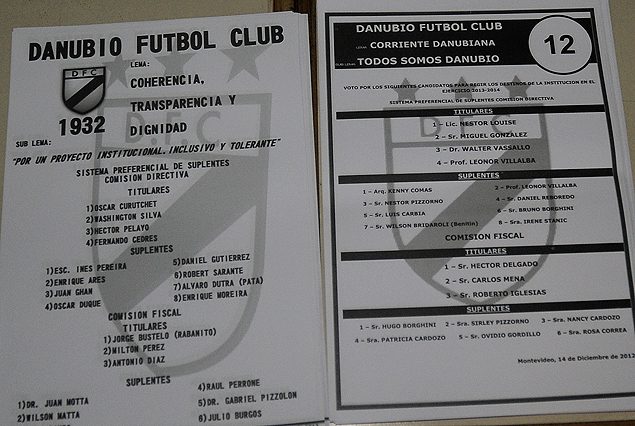 DANUBIO FUTBOL CLUB
LEMA:
DFC
COHERENCIA,
TRANSPARENCIA Y
DIGNIDAD
1932
SUB LEMA:
"POR UN PROYECTO INSTITUCIONAL, INCLUSIVO Y TOLERANTE"
SISTEMA PREFERENCIAL DE SUPLENTES
COMISION DIRECTIVA
TITULARES
1)OSCAR CURUTCHET
2)WASHINGTON SILVA
3)HECTOR PELAYO
4)FERNANDO CEDRES
SUPLENTES
1)ESC. INES PEREIRA
2)ENRIQUE ARES
3)JUAN GHAN
4)OSCAR DUQUE
5)DANIEL GUTIERREZ
6)ROBERT SARANTE
7)ALVARO DUTRA (PATA)
8)ENRIQUE MOREIRA
COMISION FISCAL
TITULARES
1)JORGE BUSTELO (RABANITO)
2)MILTON PEREZ
3)ANTONIO DIAZ
SUPLENTES
1)DR. JUAN MOTTA
2)WILSON MATTA
4)RAUL PERRONE
5)DR. GABRIEL PIZZOLON
6)JULIO BURGOS
DANUBIO FUTBOL CLUB
LEMA: CORRIENTE DANUBIANA
SUB-LEMA: TODOS SOMOS DANUBIO
12
VOTO POR LOS SIGUIENTES CANDIDATOS PARA REGIR LOS DESTINOS DE LA INSTITUCION EN EL
EJERCICIO 2013-2014
SISTEMA PREFERENCIAL DE SUPLENTES COMISION DIRECTIVA
TITULARES
1 – Lic. NESTOR LOUISE
2 – Sr. MIGUEL GONZÁLEZ
3 – Dr. WALTER VASSALLO
4 – Prof. LEONOR VILLALBA
SUPLENTES
1 – Arq. KENNY COMAS
2 – Prof. LEONOR VILLALBA
3 – Sr. NESTOR PIZZORNO
4 – Sr. DANIEL REBOREDO
5 – Sr. LUIS CARBIA
6 – Sr. BRUNO BORGHINI
7 – Sr. WILSON BRIDAROLI (Benitin)
8 – Sra. IRENE STANIC
COMISION FISCAL
TITULARES
1 – Sr. HECTOR DELGADO
2 – Sr. CARLOS MENA
3 – Sr. ROBERTO IGLESIAS
SUPLENTES
1 – Sr. HUGO BORGHINI
2 – Sra. SIRLEY PIZZORNO
3 – Sra. NANCY CARDOZO
4 – Sra. PATRICIA CARDOZO
5 – Sr. OVIDIO GORDILLO
6 – Sra. ROSA CORREA
Montevideo, 14 de Diciembre de 2012